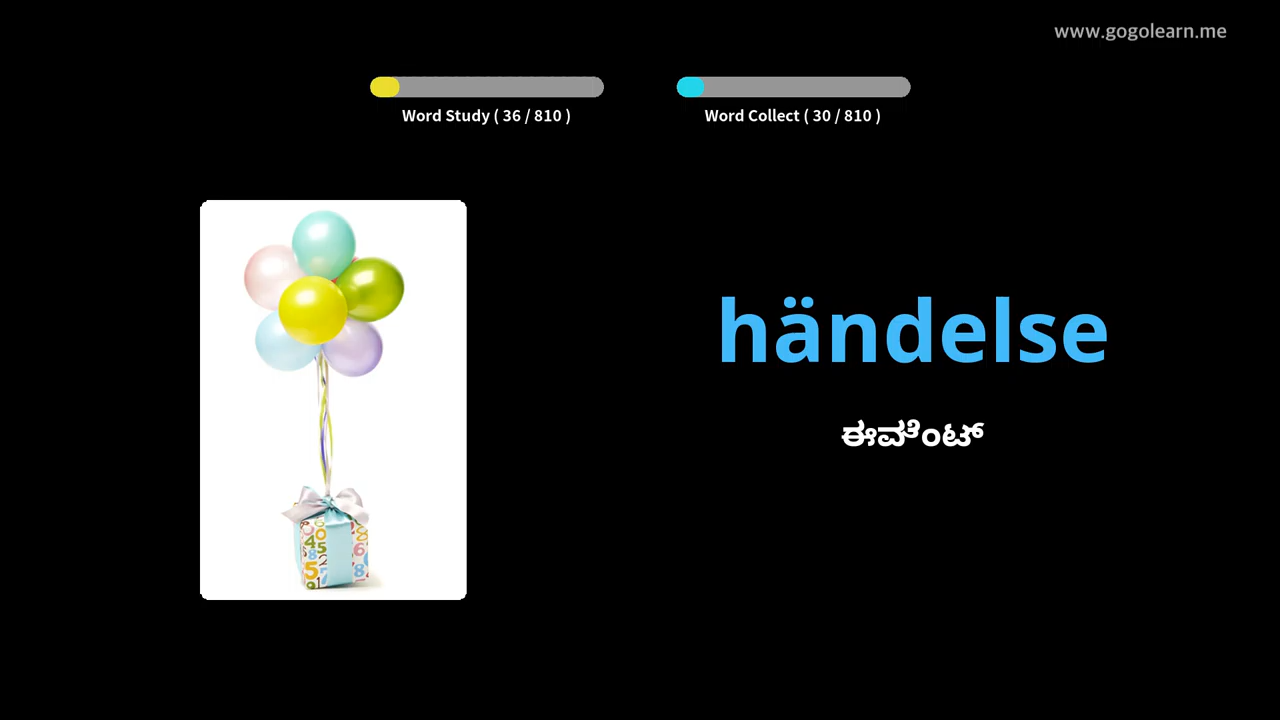 www.gogolearn.me
Word Study ( 36 / 810 )
Word Collect ( 30 / 810 )
händelse
ಈವೆಂಟ್